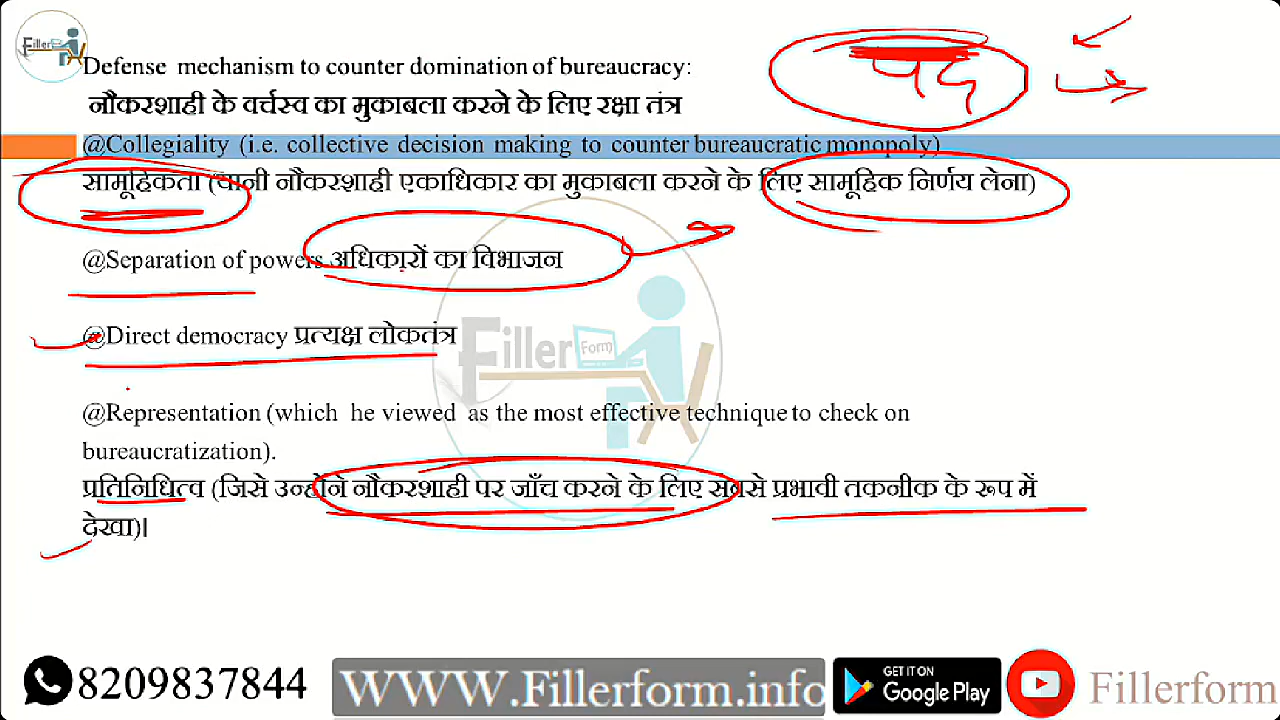 Filler Form
Defense mechanism to counter domination of bureaucracy:
पद
नौकरशाही के वर्चस्व का मुकाबला करने के लिए रक्षा तंत्र
@Collegiality (i.e. collective decision making to counter bureaucratic monopoly)
सामूहिकता (यानी नौकरशाही एकाधिकार का मुकाबला करने के लिए सामूहिक निर्णय लेना)
@Separation of powers अधिकारों का विभाजन
@Direct democracy प्रत्यक्ष लोकतंत्र
Filler Form
@Representation (which he viewed as the most effective technique to check on
bureaucratization).
प्रतिनिधित्व (जिसे उन्होंने नौकरशाही पर जाँच करने के लिए सबसे प्रभावी तकनीक के रूप में
देखा)।
8209837844
WWW.Fillerform.info
GET IT ON
Google Play
Fillerform